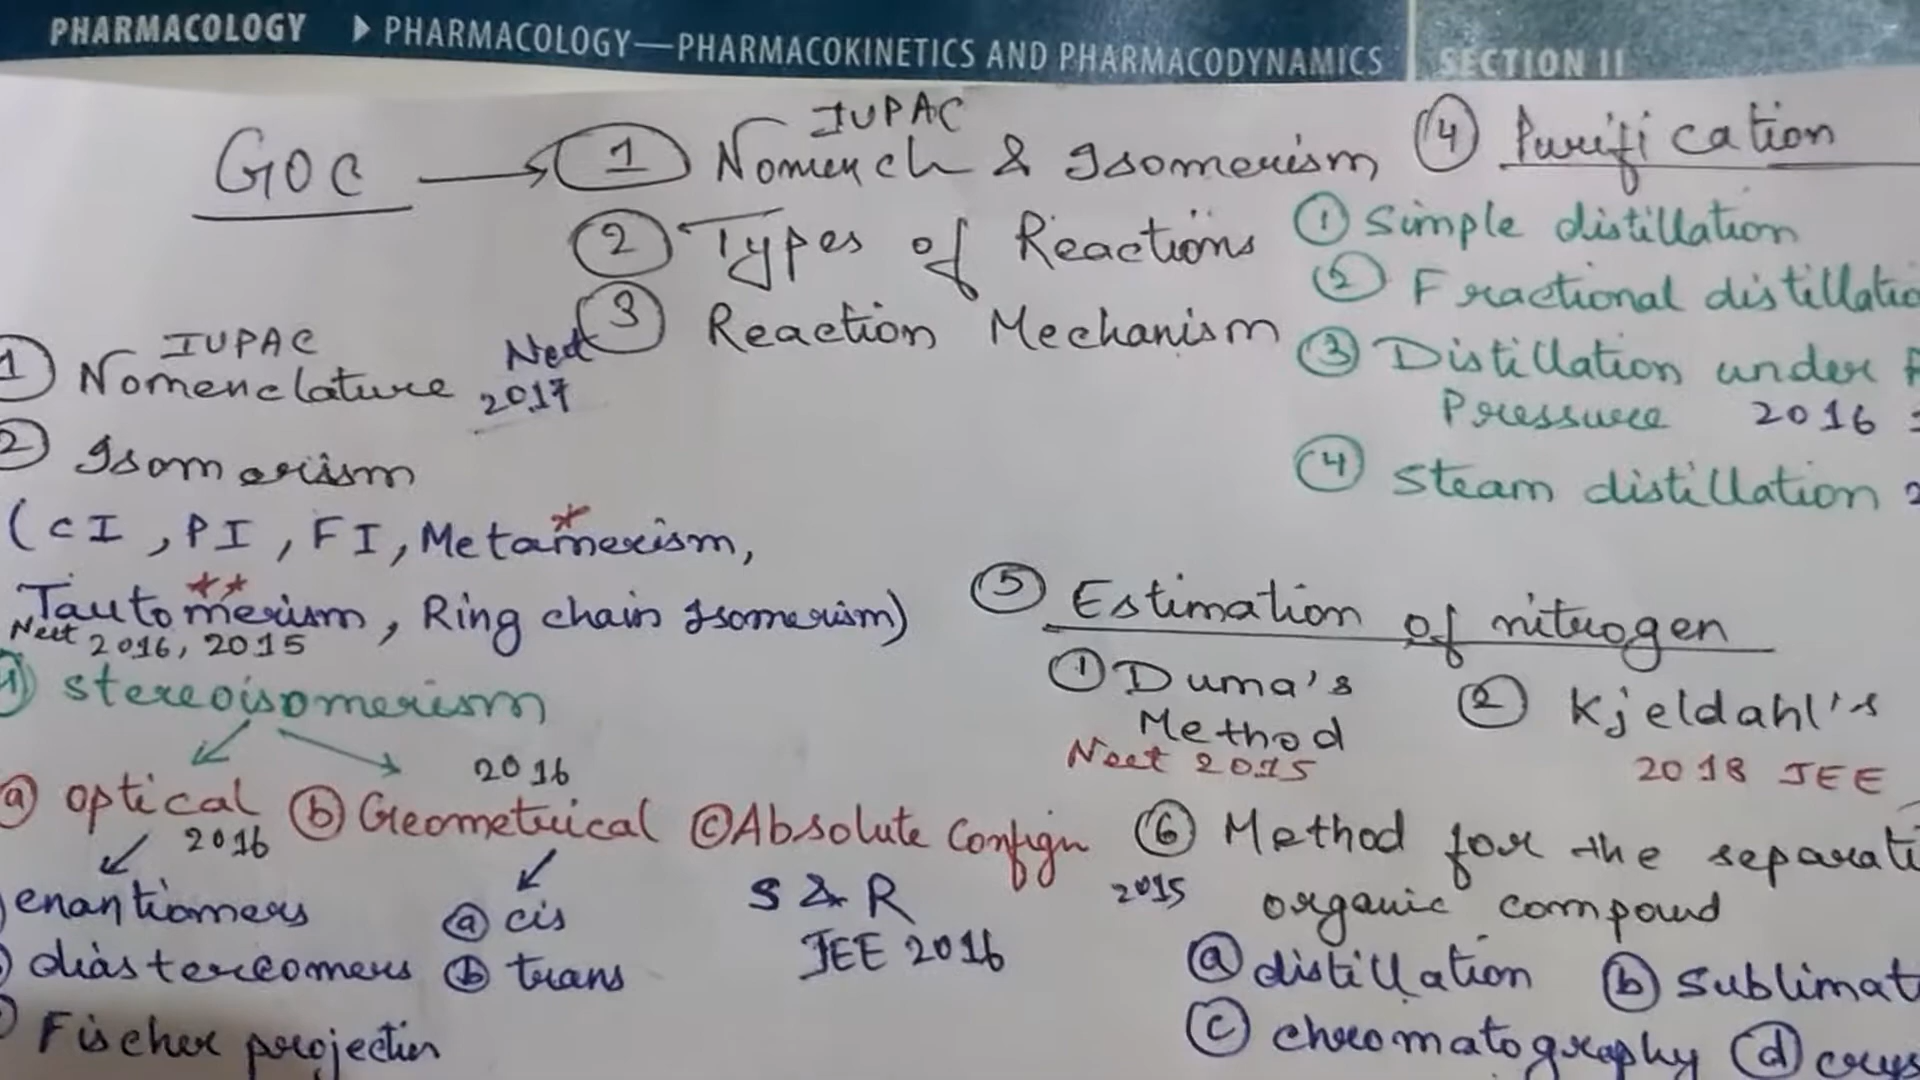 PHARMACOLOGY ▶ PHARMACOLOGY—PHARMACOKINETICS AND PHARMACODYNAMICS SECTION II
GOC → 1 Nomench & Isomerism
IUPAC
2 Types of Reactions
3 Reaction Mechanism
1 Nomenclature
IUPAC
Neet 2017
2 Isomerism
(CI, PI, FI, Metamerism,
Tautomerism, Ring chain Isomerism)
Neet 2016, 2015
stereoisomerism
a optical 2016
b Geometrical 2016
c Absolute Confign
enantiomers
diastereomers
Fischer projection
a cis
b trans
S & R
JEE 2016
4 Purification
1 Simple distillation
2 Fractional
3 Distillation under
Pressure 2016
4 Steam distillation
5 Estimation of nitrogen
1 Duma's
Method
Neet 2015
2 Kjeldahl's
2018 JEE
6 Method for the
2015 organic compound
a distillation b
c chromatography d